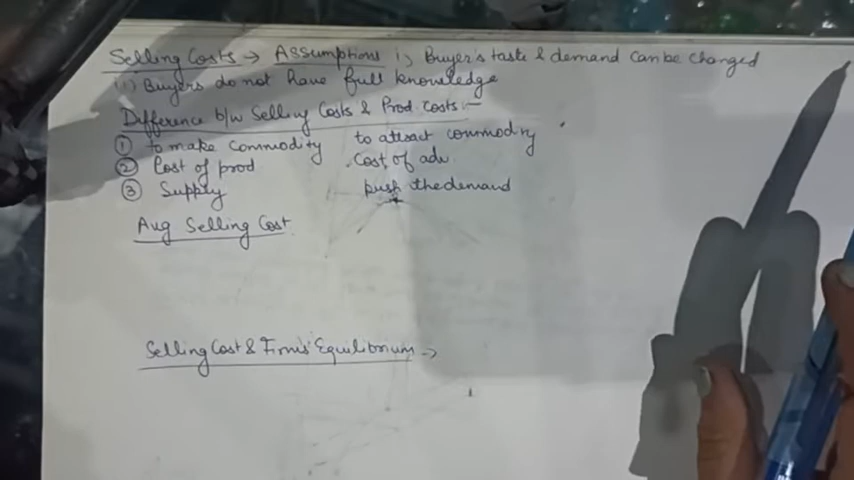 Selling Costs → Assumptions i) Buyer's taste & demand can be changed
(i) Buyers do not have full knowledge
Difference b/w Selling Costs & Prod. costs :-
① to make commodity to attract commodity
② Cost of prod Cost of adv
③ Supply push the demand
Avg Selling Cost
Selling Cost & Firm's Equilibrium →